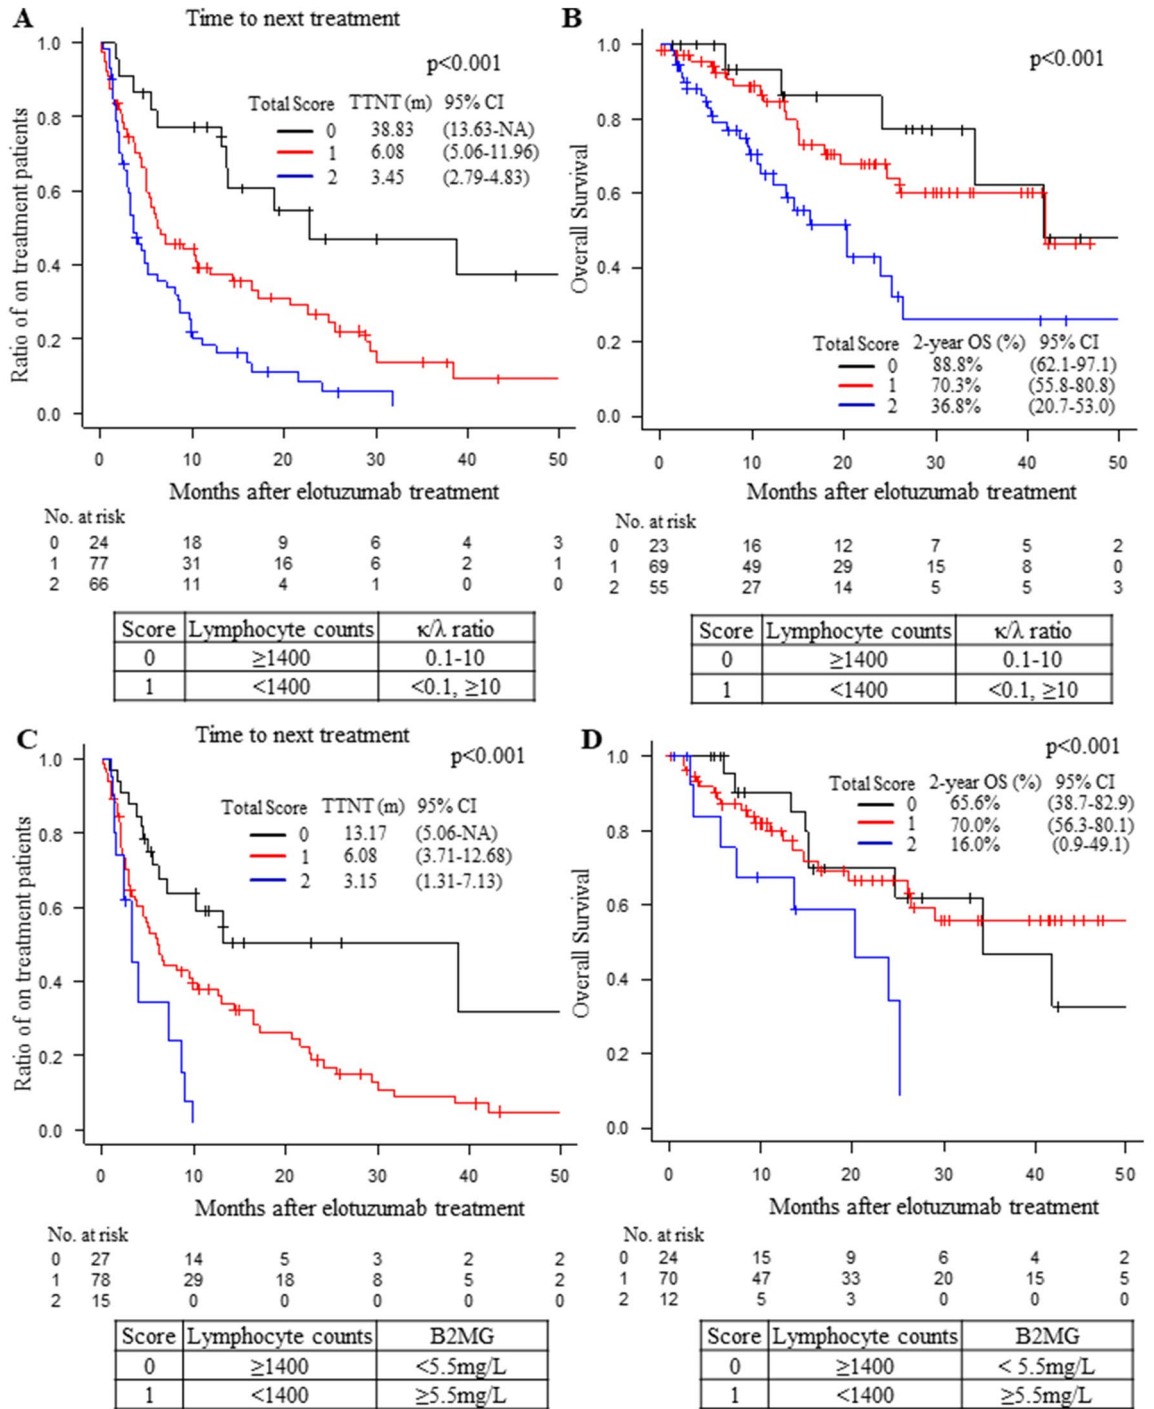 A
Time to next treatment
p<0.001
Total Score TTNT (m) 95% CI
0 38.83 (13.63-NA)
1 6.08 (5.06-11.96)
2 3.45 (2.79-4.83)
Ratio of on treatment patients
1.0
0.8
0.6
0.4
0.2
0.0
0 10 20 30 40 50
Months after elotuzumab treatment
No. at risk
0 24 18 9 6 4 3
1 77 31 16 6 2 1
2 66 11 4 1 0 0
Score Lymphocyte counts κ/λ ratio
0 ≥1400 0.1-10
1 <1400 <0.1, ≥10
B
p<0.001
Overall Survival
1.0
0.8
0.6
0.4
0.2
0.0
Total Score 2-year OS (%) 95% CI
0 88.8% (62.1-97.1)
1 70.3% (55.8-80.8)
2 36.8% (20.7-53.0)
0 10 20 30 40 50
Months after elotuzumab treatment
No. at risk
0 23 16 12 7 5 2
1 69 49 29 15 8 0
2 55 27 14 5 5 3
Score Lymphocyte counts κ/λ ratio
0 ≥1400 0.1-10
1 <1400 <0.1, ≥10
C
Time to next treatment
p<0.001
Total Score TTNT (m) 95% CI
0 13.17 (5.06-NA)
1 6.08 (3.71-12.68)
2 3.15 (1.31-7.13)
Ratio of on treatment patients
1.0
0.8
0.6
0.4
0.2
0.0
0 10 20 30 40 50
Months after elotuzumab treatment
No. at risk
0 27 14 5 3 2 2
1 78 29 18 8 5 2
2 15 0 0 0 0 0
Score Lymphocyte counts B2MG
0 ≥1400 <5.5mg/L
1 <1400 ≥5.5mg/L
D
p<0.001
Total Score 2-year OS (%) 95% CI
0 65.6% (38.7-82.9)
1 70.0% (56.3-80.1)
2 16.0% (0.9-49.1)
Overall Survival
1.0
0.8
0.6
0.4
0.2
0.0
0 10 20 30 40 50
Months after elotuzumab treatment
No. at risk
0 24 15 9 6 4 2
1 70 47 33 20 15 5
2 12 5 3 0 0 0
Score Lymphocyte counts B2MG
0 ≥1400 < 5.5mg/L
1 <1400 ≥5.5mg/L